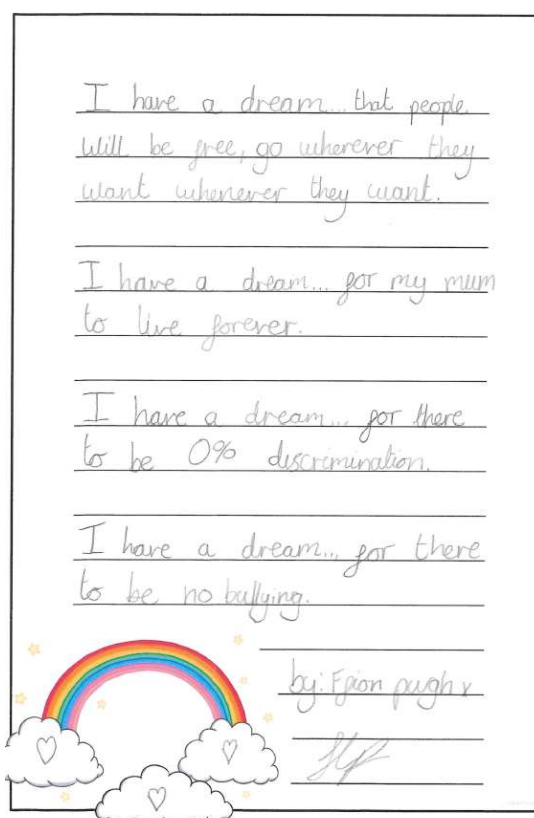 I have a dream... that people
will be free, go wherever they
want whenever they want.
I have a dream... for my mum
to live forever.
I have a dream... for there
to be 0% discrimination.
I have a dream... for there
to be no bullying.
by: Ffion pugh x